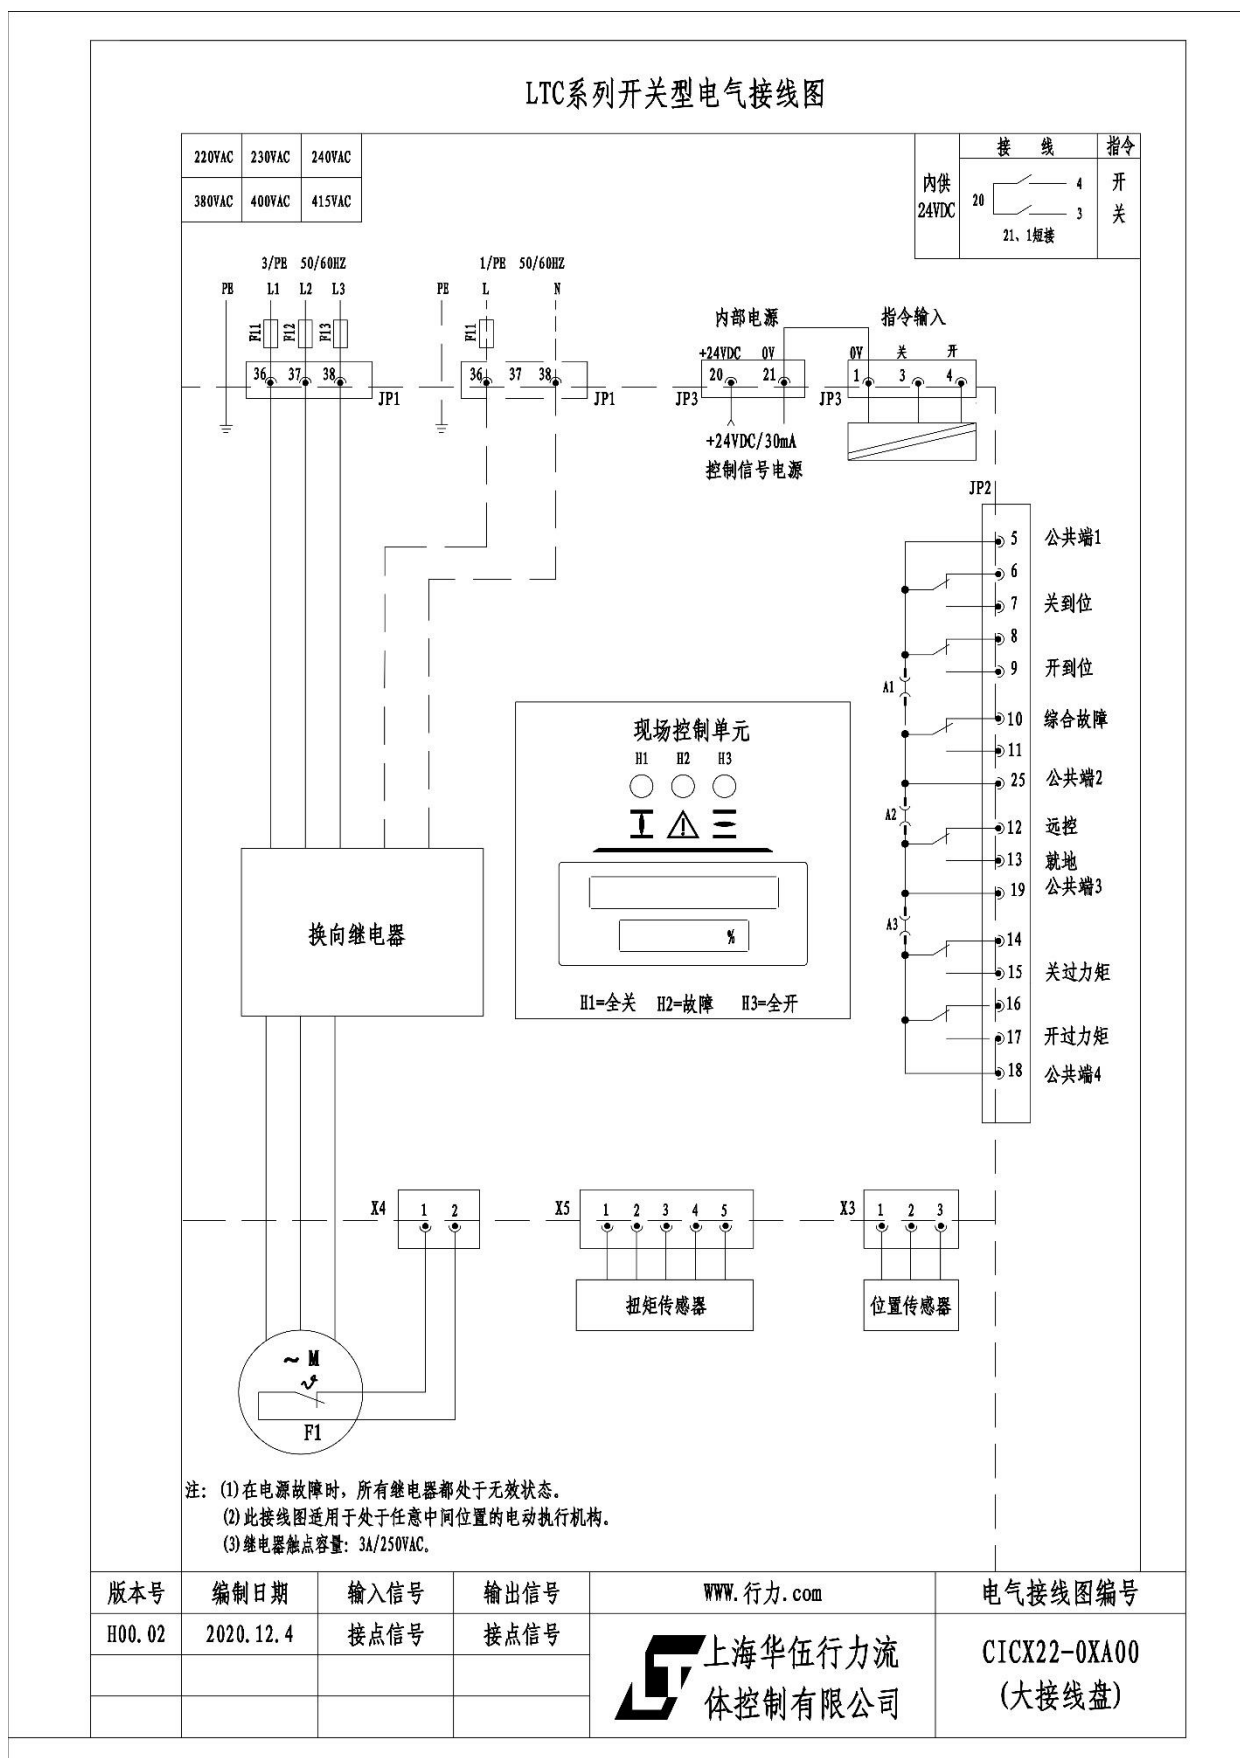 LTC系列开关型电气接线图
220VAC 230VAC 240VAC
380VAC 400VAC 415VAC
接 线 指令
内供
24VDC
20
4 开
3 关
21、1短接
3/PE 50/60HZ
PE L1 L2 L3
F11 F12 F13
36 37 38
JP1
1/PE 50/60HZ
PE L N
F11
36 37 38
JP1
内部电源
+24VDC 0V
20 21
JP3
+24VDC/30mA
控制信号电源
指令输入
0V 关 开
1 3 4
JP3
JP2
5 公共端1
6
7 关到位
8
9 开到位
A1
10 综合故障
11
25 公共端2
A2
12 远控
13 就地
19 公共端3
A3
14
15 关过力矩
16
17 开过力矩
18 公共端4
现场控制单元
H1 H2 H3
%
H1=全关 H2=故障 H3=全开
换向继电器
X4 1 2
X5 1 2 3 4 5
X3 1 2 3
扭矩传感器
位置传感器
~ M
ϑ
F1
注：(1)在电源故障时，所有继电器都处于无效状态。
(2)此接线图适用于处于任意中间位置的电动执行机构。
(3)继电器触点容量：3A/250VAC。
版本号 编制日期 输入信号 输出信号 WWW.行力.com 电气接线图编号
H00.02 2020.12.4 接点信号 接点信号
LT
上海华伍行力流
体控制有限公司
CICX22-0XA00
(大接线盘)